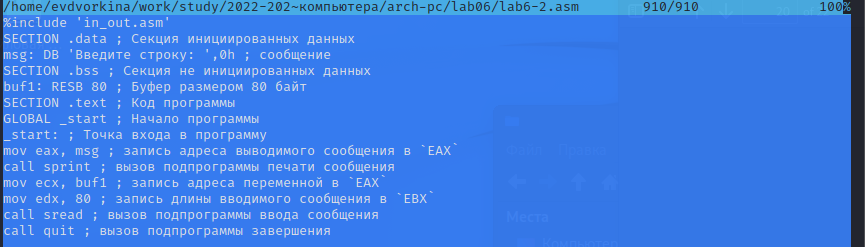 /home/evdvorkina/work/study/2022-202~компьютера/arch-pc/lab06/lab6-2.asm 910/910 100%
%include 'in_out.asm'
SECTION .data ; Секция инициированных данных
msg: DB 'Введите строку: ',0h ; сообщение
SECTION .bss ; Секция не инициированных данных
buf1: RESB 80 ; Буфер размером 80 байт
SECTION .text ; Код программы
GLOBAL _start ; Начало программы
_start: ; Точка входа в программу
mov eax, msg ; запись адреса выводимого сообщения в `EAX`
call sprint ; вызов подпрограммы печати сообщения
mov ecx, buf1 ; запись адреса переменной в `EAX`
mov edx, 80 ; запись длины вводимого сообщения в `EBX`
call sread ; вызов подпрограммы ввода сообщения
call quit ; вызов подпрограммы завершения
Места
Компьютер